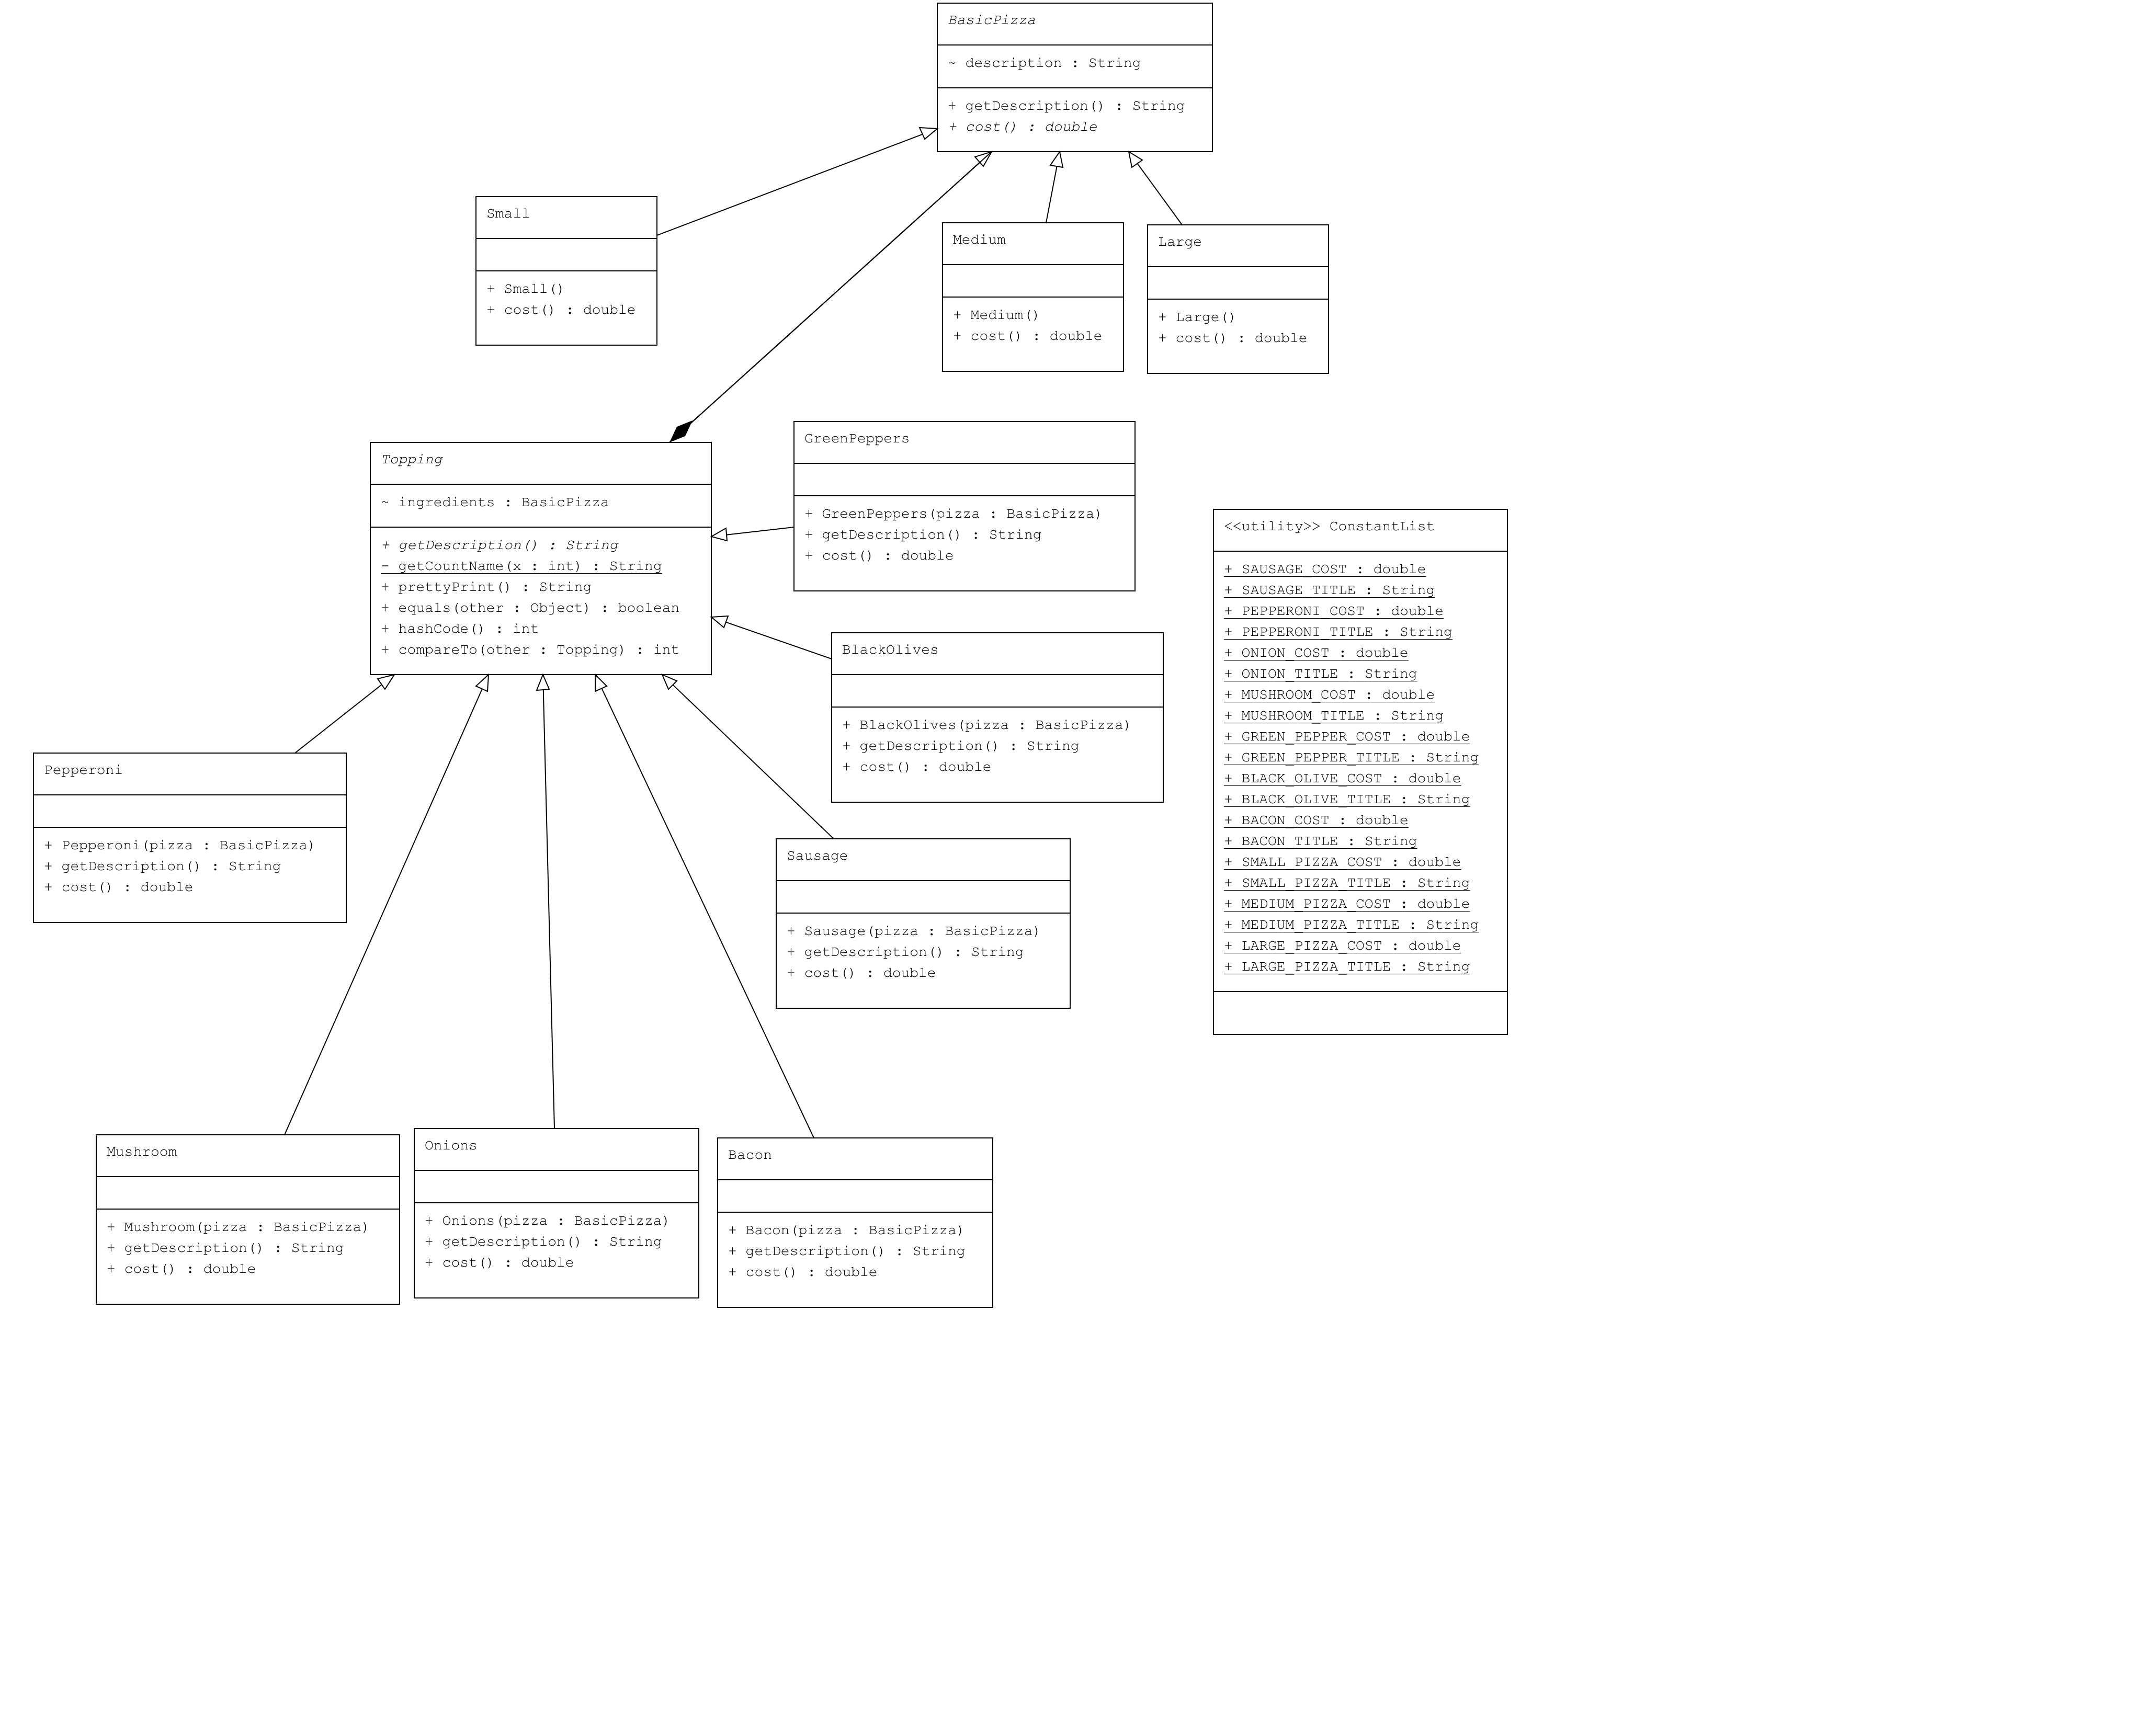 BasicPizza
~ description : String
+ getDescription() : String
+ cost() : double
Small
+ Small()
+ cost() : double
Medium
+ Medium()
+ cost() : double
Large
+ Large()
+ cost() : double
Topping
~ ingredients : BasicPizza
+ getDescription() : String
- getCountName(x : int) : String
+ prettyPrint() : String
+ equals(other : Object) : boolean
+ hashCode() : int
+ compareTo(other : Topping) : int
GreenPeppers
+ GreenPeppers(pizza : BasicPizza)
+ getDescription() : String
+ cost() : double
<<utility>> ConstantList
+ SAUSAGE_COST : double
+ SAUSAGE_TITLE : String
+ PEPPERONI_COST : double
+ PEPPERONI_TITLE : String
+ ONION_COST : double
+ ONION_TITLE : String
+ MUSHROOM_COST : double
+ MUSHROOM_TITLE : String
+ GREEN_PEPPER_COST : double
+ GREEN_PEPPER_TITLE : String
+ BLACK_OLIVE_COST : double
+ BLACK_OLIVE_TITLE : String
+ BACON_COST : double
+ BACON_TITLE : String
+ SMALL_PIZZA_COST : double
+ SMALL_PIZZA_TITLE : String
+ MEDIUM_PIZZA_COST : double
+ MEDIUM_PIZZA_TITLE : String
+ LARGE_PIZZA_COST : double
+ LARGE_PIZZA_TITLE : String
BlackOlives
+ BlackOlives(pizza : BasicPizza)
+ getDescription() : String
+ cost() : double
Pepperoni
+ Pepperoni(pizza : BasicPizza)
+ getDescription() : String
+ cost() : double
Sausage
+ Sausage(pizza : BasicPizza)
+ getDescription() : String
+ cost() : double
Mushroom
+ Mushroom(pizza : BasicPizza)
+ getDescription() : String
+ cost() : double
Onions
+ Onions(pizza : BasicPizza)
+ getDescription() : String
+ cost() : double
Bacon
+ Bacon(pizza : BasicPizza)
+ getDescription() : String
+ cost() : double